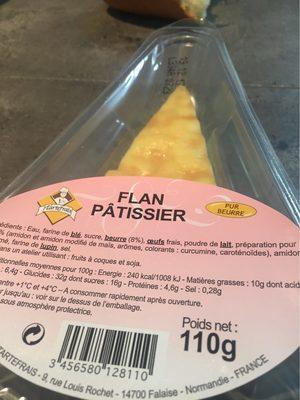 Partefrais
FLAN
PÂTISSIER
PUR
BEURRE
édients : Eau, farine de blé, sucre, beurre (8%), œufs frais, poudre de lait, préparation pour
% (amidon et amidon modifié de maïs, arômes, colorants : curcumine, caroténoïdes), amidon
mé, farine de lupin, sel.
ans un atelier utilisant : fruits à coques et soja.
itionnelles moyennes pour 100g : Energie : 240 kcal/1008 kJ - Matières grasses : 10g dont acid
: 6,4g - Glucides : 32g dont sucres : 16g - Protéines : 4,6g - Sel : 0,28g
entre +1°C et +4°C – A consommer rapidement après ouverture,
r jusqu'au : voir sur le dessus de l'emballage.
sous atmosphère protectrice.
Poids net :
110g
3 456580 128110
ARTEFRAIS - 9, rue Louis Rochet - 14700 Falaise - Normandie - FRANCE